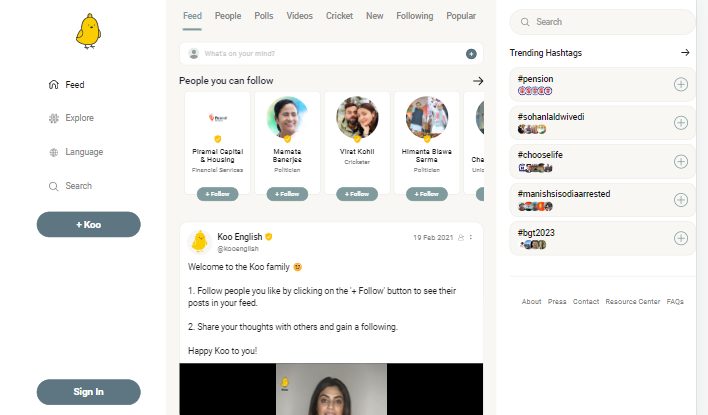 Feed
Explore
Language
Search
+ Koo
Sign In
Feed People Polls Videos Cricket New Following Popular
What's on your mind?
People you can follow
Piramal Capital
& Housing
Financial Services
+ Follow
Mamata
Banerjee
Politician
+ Follow
Virat Kohli
Cricketer
+ Follow
Himanta Biswa
Sarma
Politician
+ Follow
Koo English
@kooenglish
19 Feb 2021
Welcome to the Koo family
1. Follow people you like by clicking on the '+ Follow' button to see their
posts in your feed.
2. Share your thoughts with others and gain a following.
Happy Koo to you!
Search
Trending Hashtags
#pension
#sohanlaldwivedi
#chooselife
#manishsisodiaarrested
#bgt2023
About Press Contact Resource Center FAQs